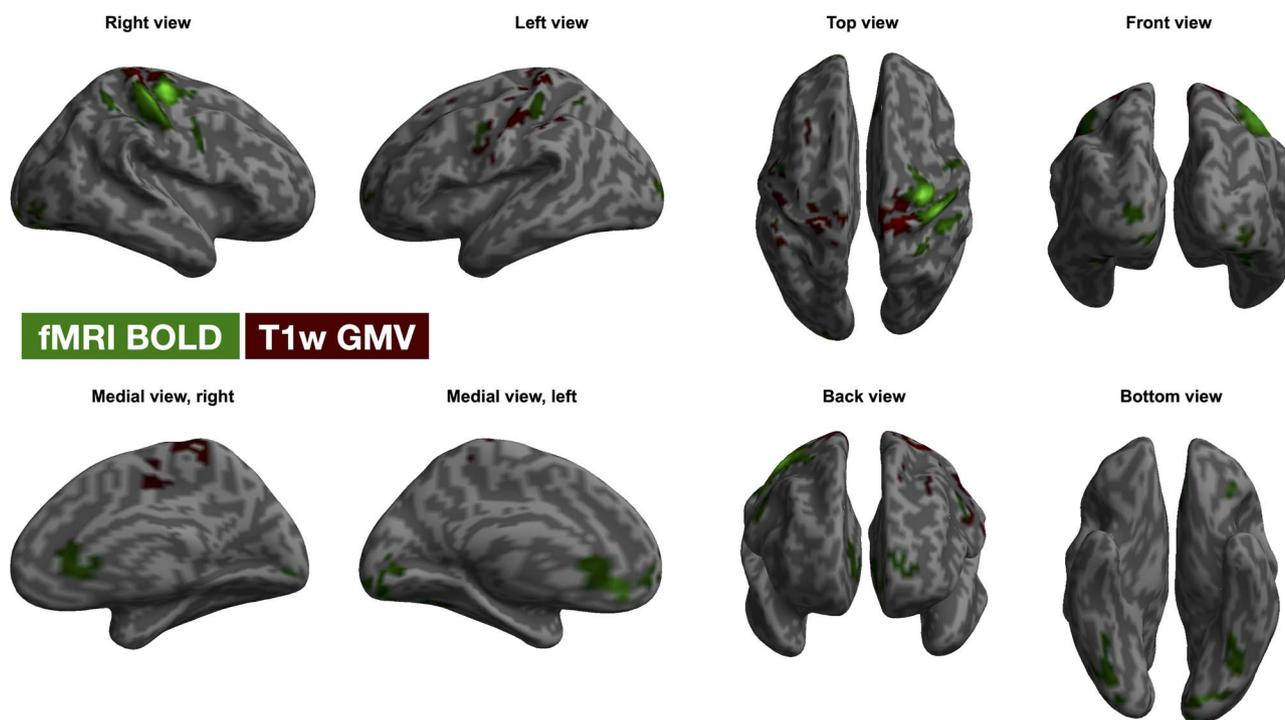 Right view
Left view
Top view
Front view
fMRI BOLD
T1w GMV
Medial view, right
Medial view, left
Back view
Bottom view